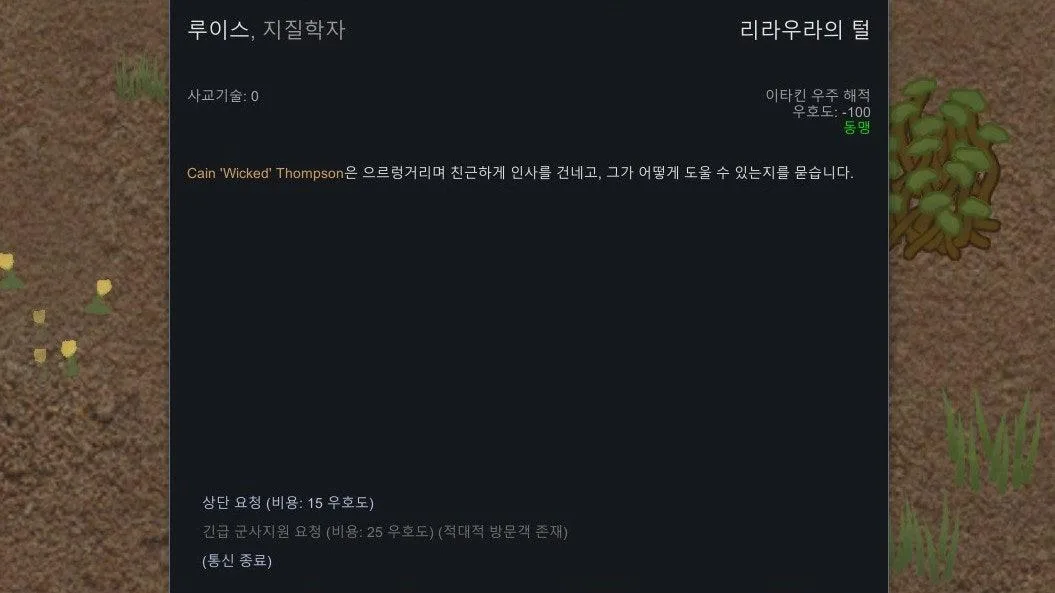 루이스, 지질학자
리라우라의 털
사교기술: 0
이타킨 우주 해적
우호도: -100
동맹
Cain 'Wicked' Thompson은 으르렁거리며 친근하게 인사를 건네고, 그가 어떻게 도울 수 있는지를 묻습니다.
상단 요청 (비용: 15 우호도)
긴급 군사지원 요청 (비용: 25 우호도) (적대적 방문객 존재)
(통신 종료)